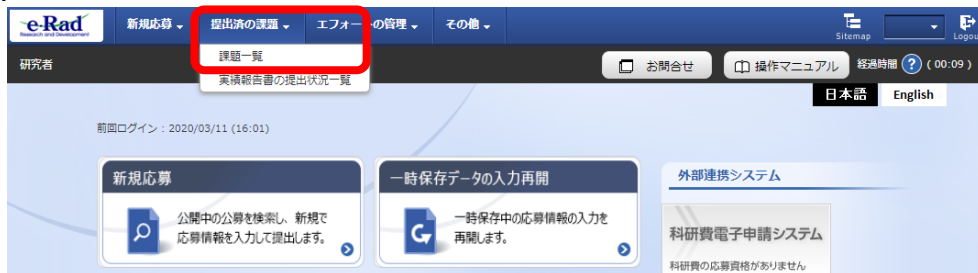 e-Rad
Research and Development
新規応募
提出済の課題
エフォートの管理
その他
Sitemap
Logou
課題一覧
実績報告書の提出状況一覧
研究者
お問合せ
操作マニュアル
経過時間 ? ( 00:09 )
日本語 English
前回ログイン : 2020/03/11 (16:01)
新規応募
公開中の公募を検索し、新規で
応募情報を入力して提出します。
一時保存データの入力再開
一時保存中の応募情報の入力を
再開します。
外部連携システム
科研費電子申請システム
科研費の応募資格がありません